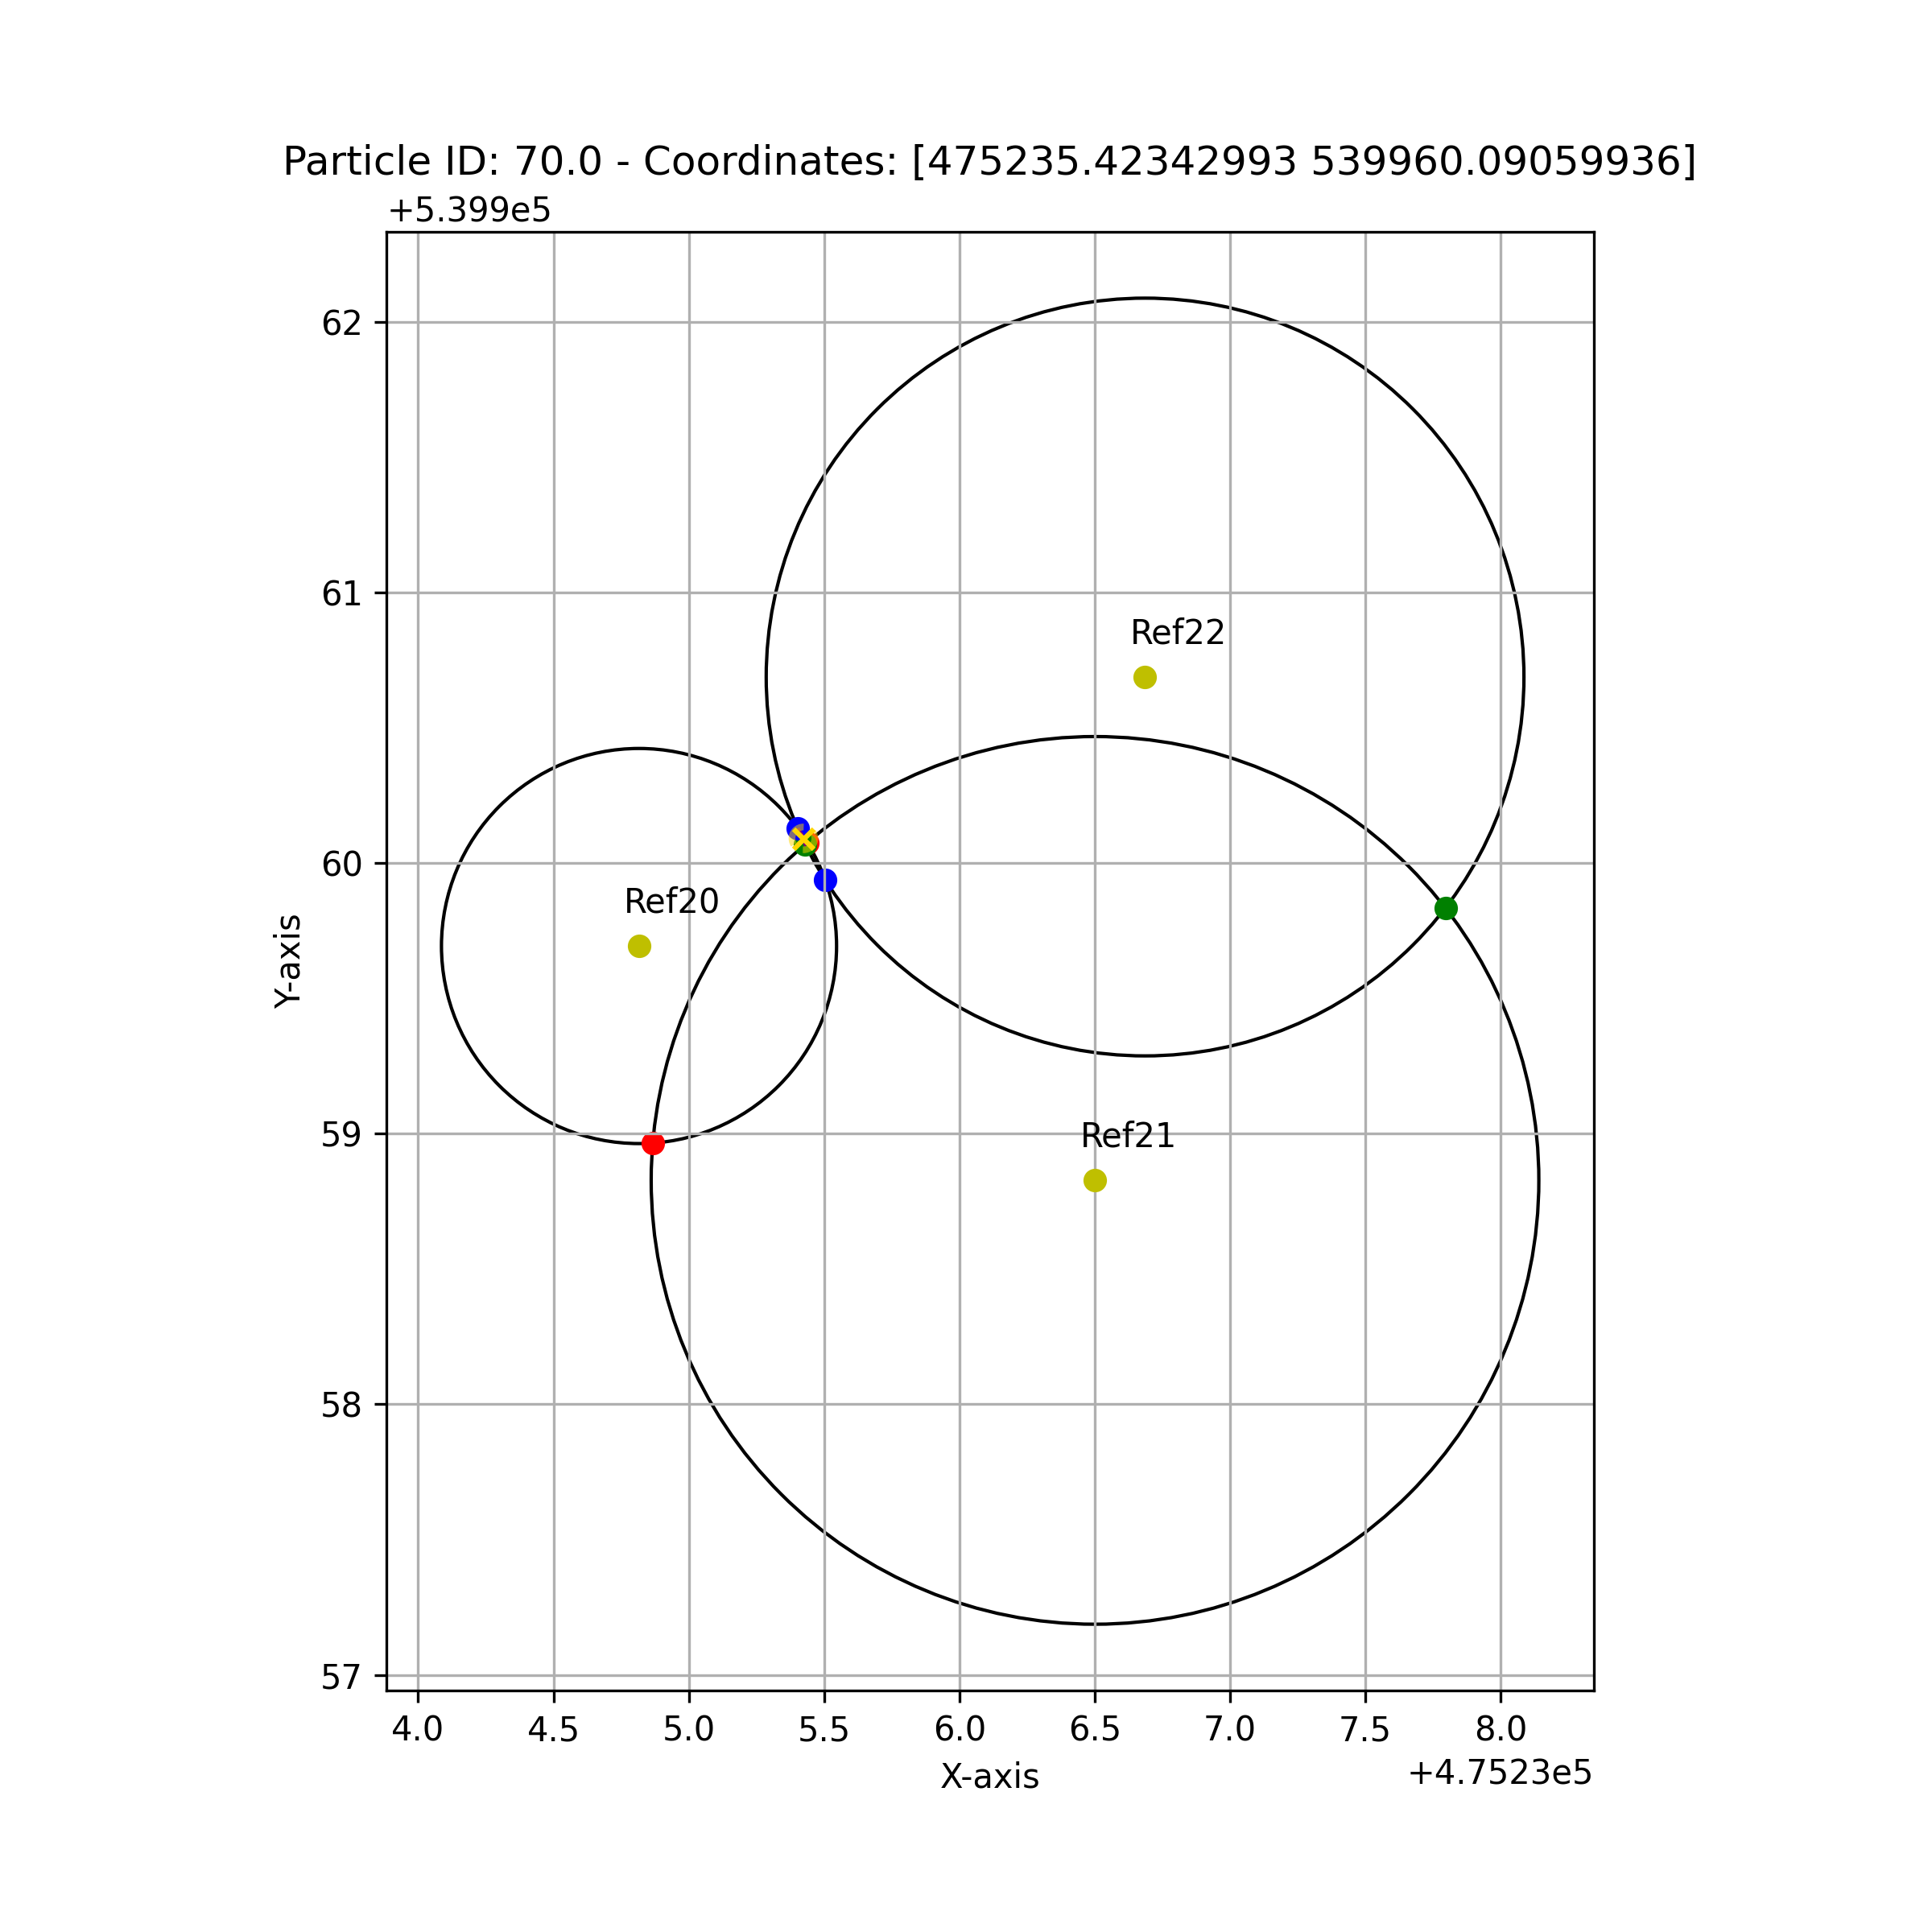 Particle ID: 70.0 - Coordinates: [475235.42342993 539960.09059936]
+5.399e5
62
61
Ref22
60
Ref20
Y-axis
59
Ref21
58
57
4.0 4.5 5.0 5.5 6.0 6.5 7.0 7.5 8.0
X-axis
+4.7523e5